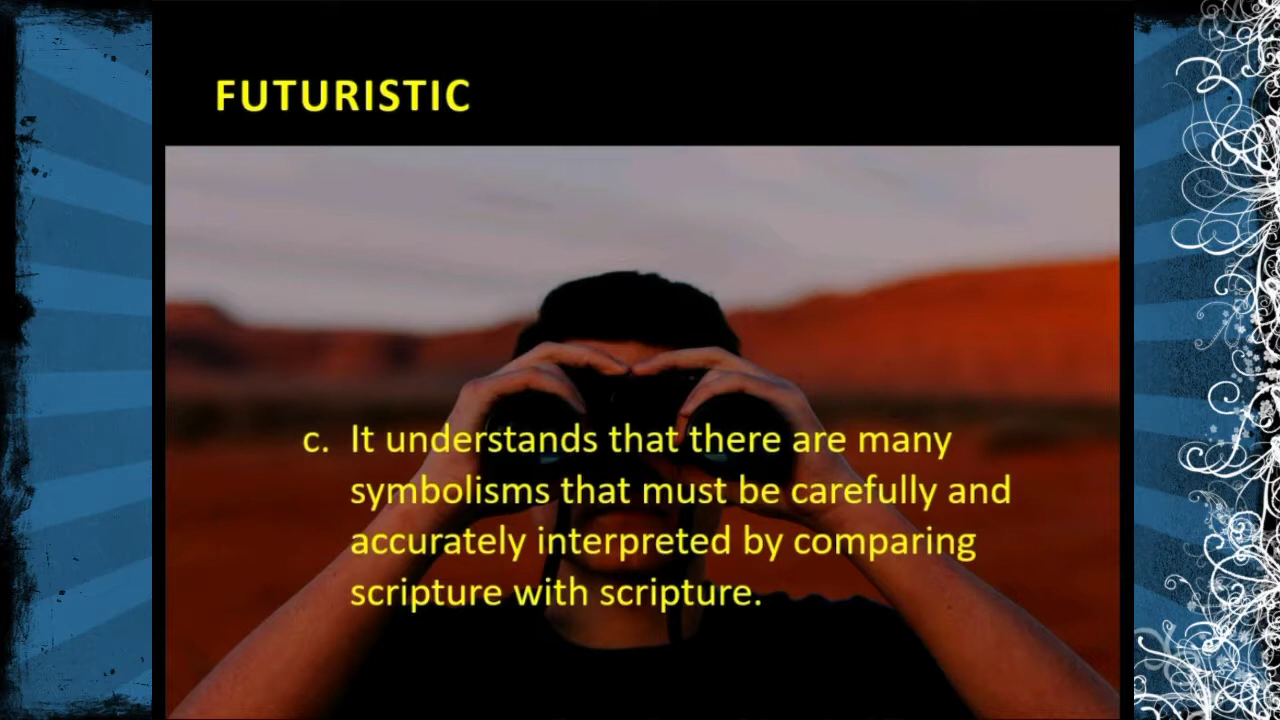 FUTURISTIC
c. It understands that there are many
symbolisms that must be carefully and
accurately interpreted by comparing
scripture with scripture.